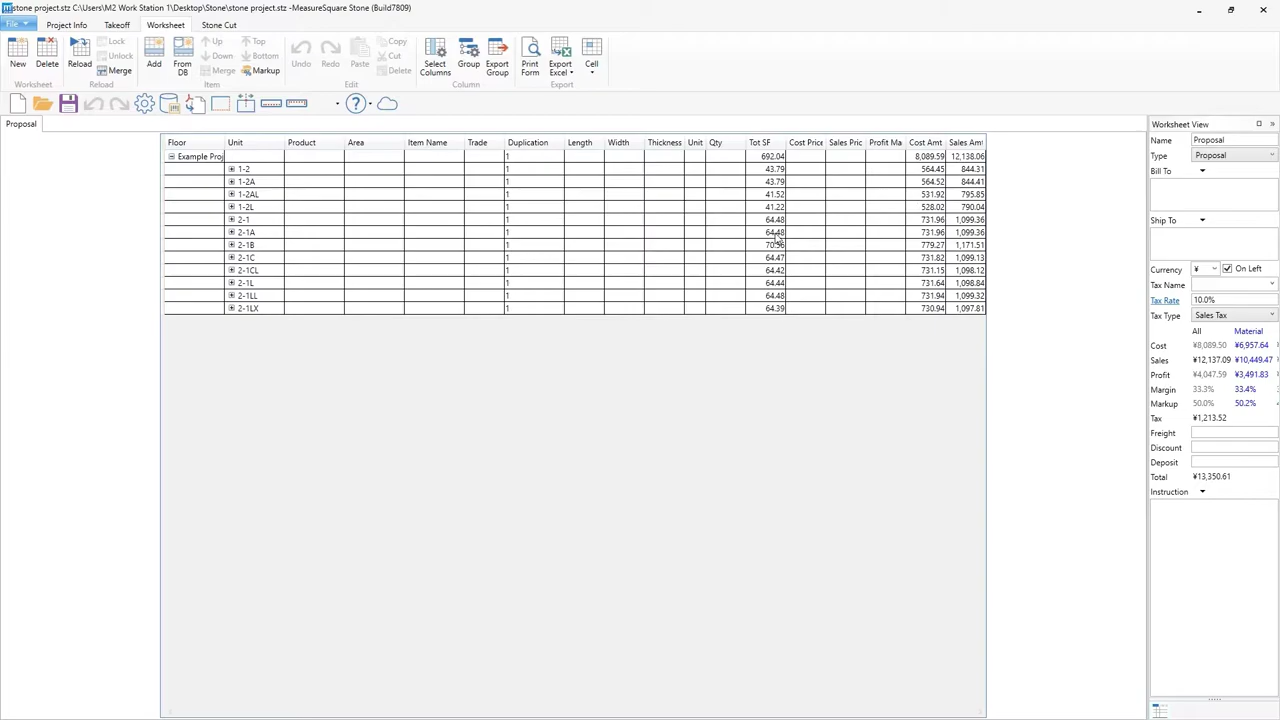 stone project.stz C:\Users\M2 Work Station 1\Desktop\Stone\stone project.stz -MeasureSquare Stone (Build7809)
File Project Info Takeoff Worksheet Stone Cut
New Delete Reload Lock Unlock Merge Add From DB Up Down Merge Top Bottom Markup Undo Redo Paste Copy Cut Delete Select Columns Group Export Group Print Form Export Excel Cell
Worksheet Reload Item Edit Column Export
Proposal
Floor Unit Product Area Item Name Trade Duplication Length Width Thickness Unit Qty Tot SF Cost Price Sales Pric Profit Ma Cost Amt Sales Amt
Example Proj 1 692.04 8,089.59 12,138.06
1-2 1 43.79 564.45 844.31
1-2A 1 43.79 564.52 844.41
1-2AL 1 41.52 531.92 795.85
1-2L 1 41.22 528.02 790.04
2-1 1 64.48 731.96 1,099.36
2-1A 1 64.48 731.96 1,099.36
2-1B 1 70.56 779.27 1,171.51
2-1C 1 64.47 731.82 1,099.13
2-1CL 1 64.42 731.15 1,098.12
2-1L 1 64.44 731.64 1,098.84
2-1LL 1 64.48 731.94 1,099.32
2-1LX 1 64.39 730.94 1,097.81
Worksheet View
Name Proposal
Type Proposal
Bill To
Ship To
Currency ¥ On Left
Tax Name
Tax Rate 10.0%
Tax Type Sales Tax
All Material
Cost ¥8,089.50 ¥6,957.64
Sales ¥12,137.09 ¥10,449.47
Profit ¥4,047.59 ¥3,491.83
Margin 33.3% 33.4%
Markup 50.0% 50.2%
Tax ¥1,213.52
Freight
Discount
Deposit
Total ¥13,350.61
Instruction